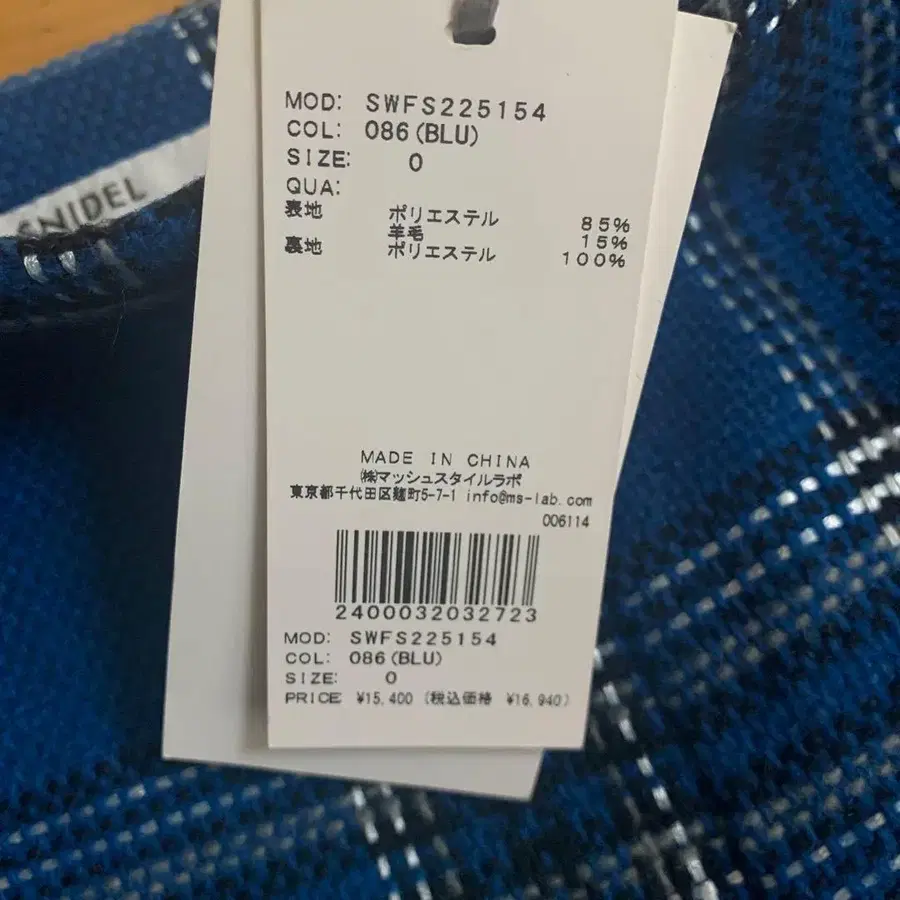 SNIDEL
MOD: SWFS225154
COL: 086(BLU)
SIZE: 0
QUA:
表地 ポリエステル 85%
羊毛 15%
裏地 ポリエステル 100%
MADE IN CHINA
㈱マッシュスタイルラボ
東京都千代田区麹町5-7-1 info@ms-lab.com
006114
2400032032723
MOD: SWFS225154
COL: 086(BLU)
SIZE: 0
PRICE ¥15,400 (税込価格 ¥16,940)